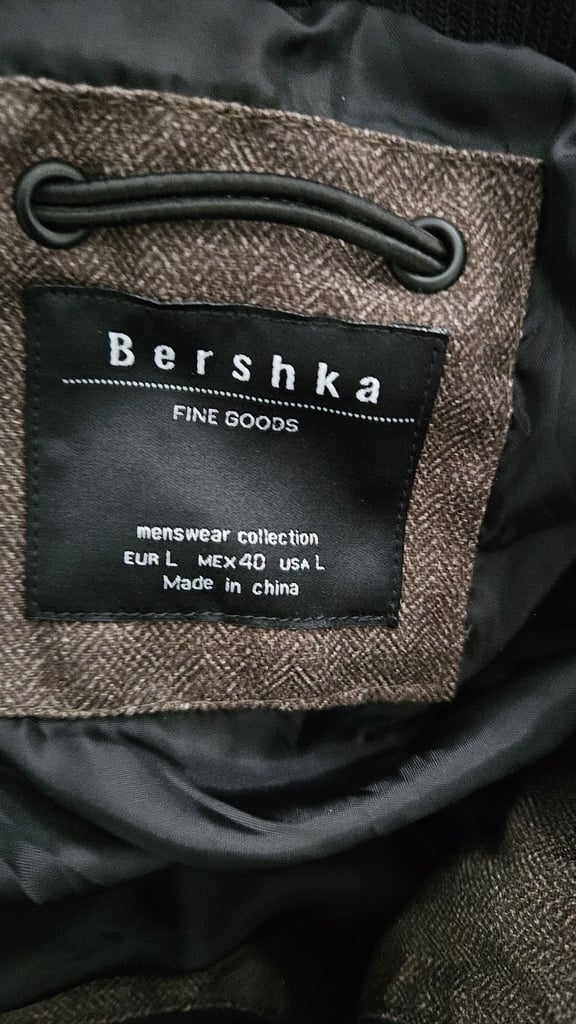 Bershka
FINE GOODS
menswear collection
EUR L MEX 40 USA L
Made in china